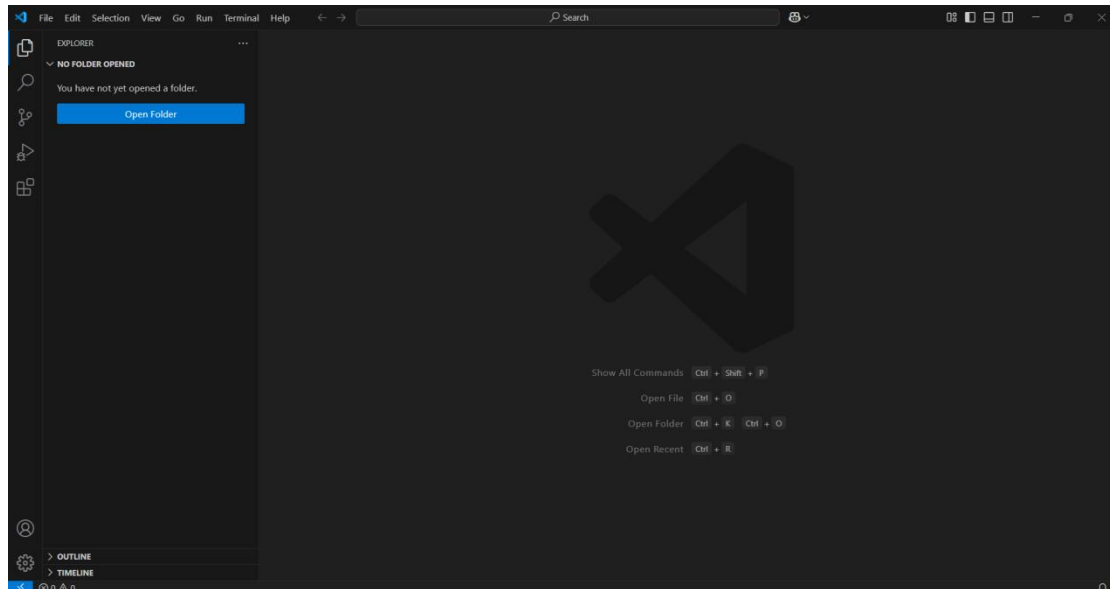 File Edit Selection View Go Run Terminal Help
Search
EXPLORER
NO FOLDER OPENED
You have not yet opened a folder.
Open Folder
Show All Commands Ctrl + Shift + P
Open File Ctrl + O
Open Folder Ctrl + K Ctrl + O
Open Recent Ctrl + R
OUTLINE
TIMELINE
0 0